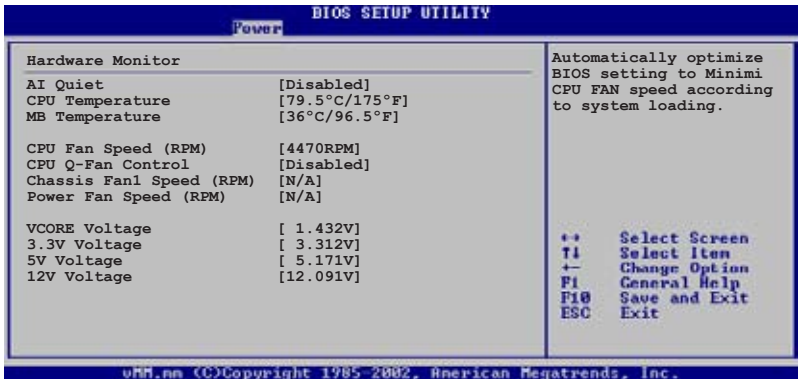 BIOS SETUP UTILITY
Power
Hardware Monitor
AI Quiet [Disabled]
CPU Temperature [79.5°C/175°F]
MB Temperature [36°C/96.5°F]
CPU Fan Speed (RPM) [4470RPM]
CPU Q-Fan Control [Disabled]
Chassis Fan1 Speed (RPM) [N/A]
Power Fan Speed (RPM) [N/A]
VCORE Voltage [ 1.432V]
3.3V Voltage [ 3.312V]
5V Voltage [ 5.171V]
12V Voltage [12.091V]
Automatically optimize
BIOS setting to Minimi
CPU FAN speed according
to system loading.
↔ Select Screen
↑↓ Select Item
+- Change Option
F1 General Help
F10 Save and Exit
ESC Exit
vMM.mm (C)Copyright 1985-2002, American Megatrends, Inc.